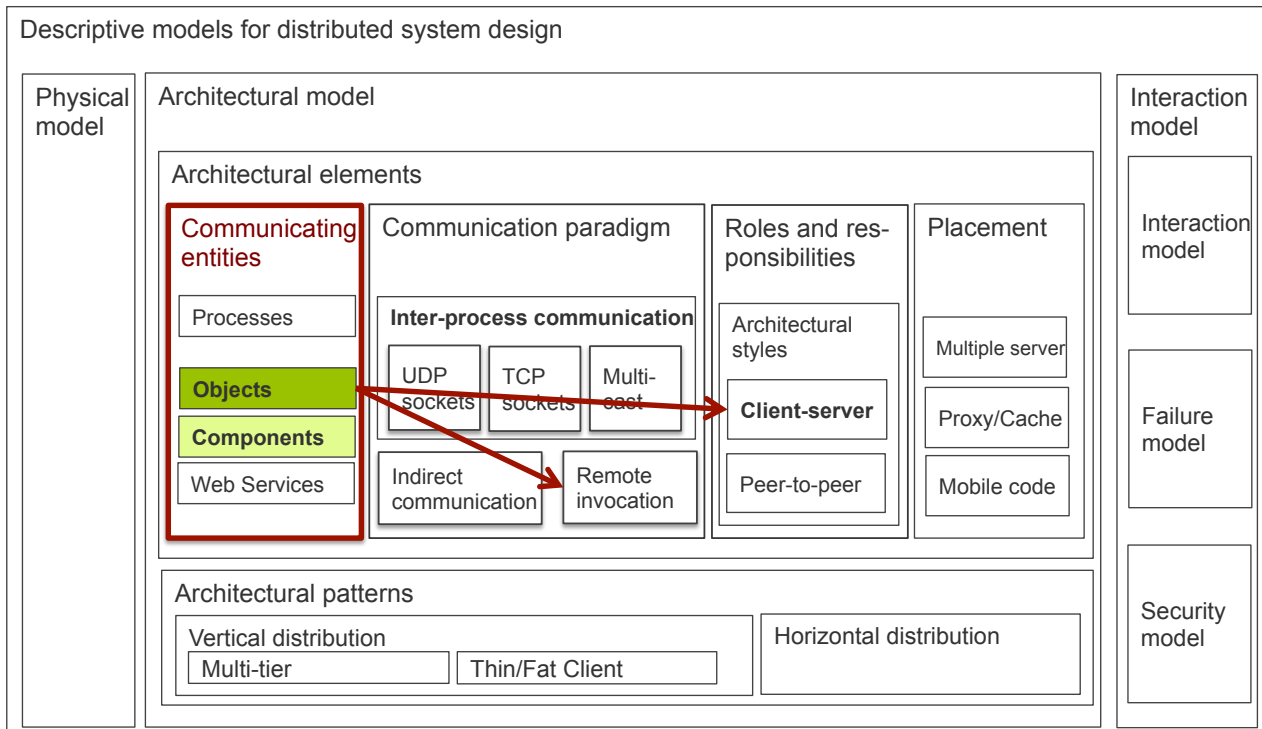 Descriptive models for distributed system design
Physical
model
Architectural model
Architectural elements
Communicating
entities
Processes
Objects
Components
Web Services
Communication paradigm
Inter-process communication
UDP
sockets
TCP
sockets
Multi-
cast
Indirect
communication
Remote
invocation
Roles and res-
ponsibilities
Architectural
styles
Client-server
Peer-to-peer
Placement
Multiple server
Proxy/Cache
Mobile code
Architectural patterns
Vertical distribution
Multi-tier
Thin/Fat Client
Horizontal distribution
Interaction
model
Interaction
model
Failure
model
Security
model